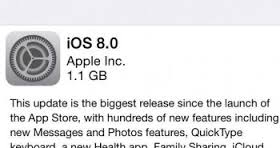 iOS 8.0
Apple Inc.
1.1 GB
This update is the biggest release since the launch of
the App Store, with hundreds of new features including
new Messages and Photos features, QuickType
keyboard, a new Health app, Family Sharing, iCloud